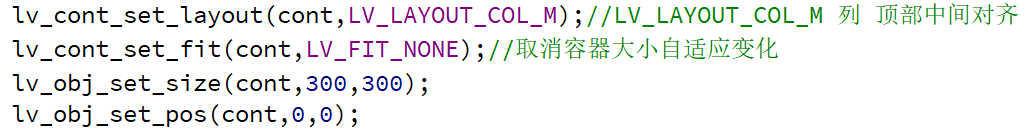 lv_cont_set_layout(cont,LV_LAYOUT_COL_M);//LV_LAYOUT_COL_M 列 顶部中间对齐
lv_cont_set_fit(cont,LV_FIT_NONE);//取消容器大小自适应变化
lv_obj_set_size(cont,300,300);
lv_obj_set_pos(cont,0,0);